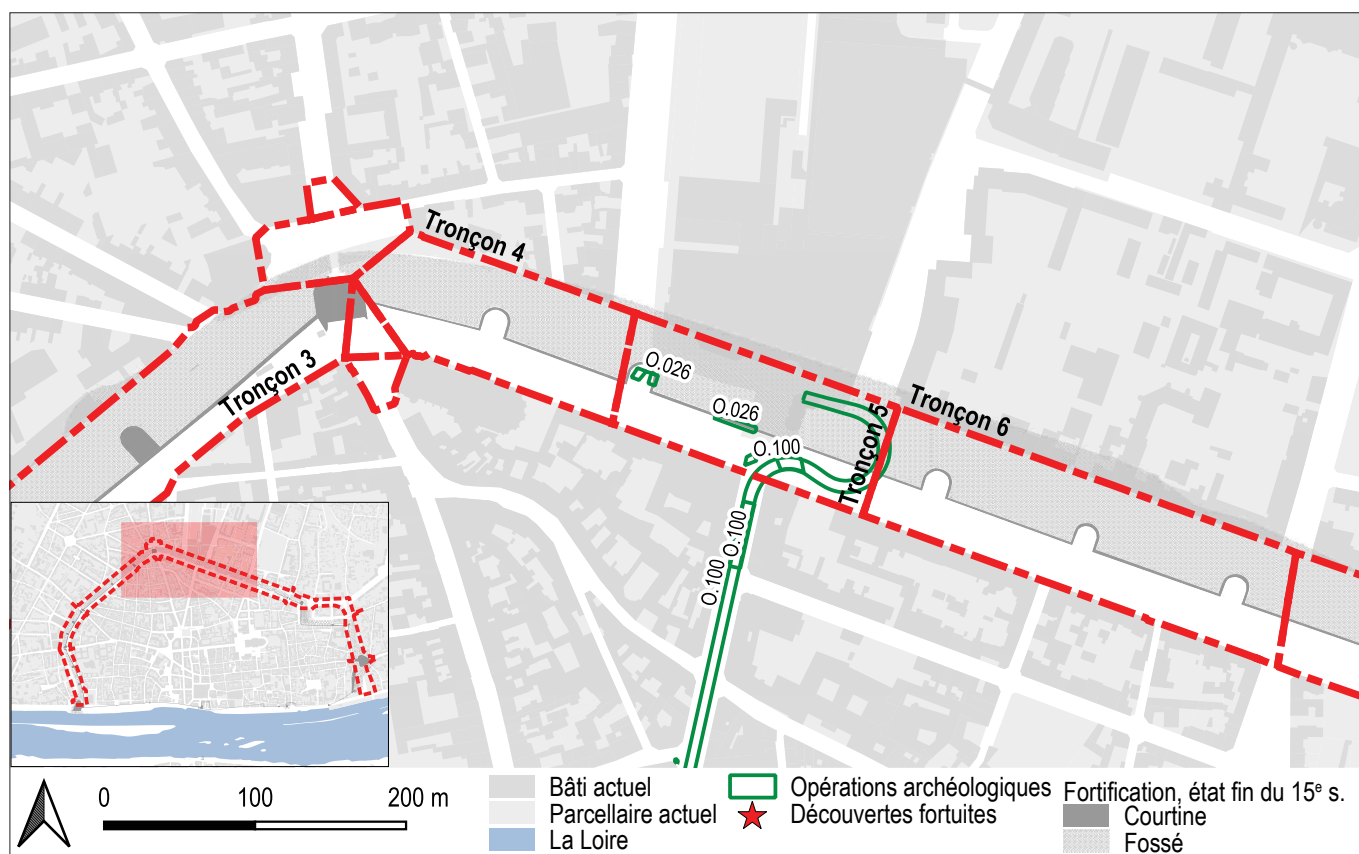 Tronçon 4
Tronçon 3
O.026
O.026
Tronçon 5
Tronçon 6
O.100
O.100
O.100
0 100 200 m
Bâti actuel
Parcellaire actuel
La Loire
Opérations archéologiques
Découvertes fortuites
Fortification, état fin du 15e s.
Courtine
Fossé